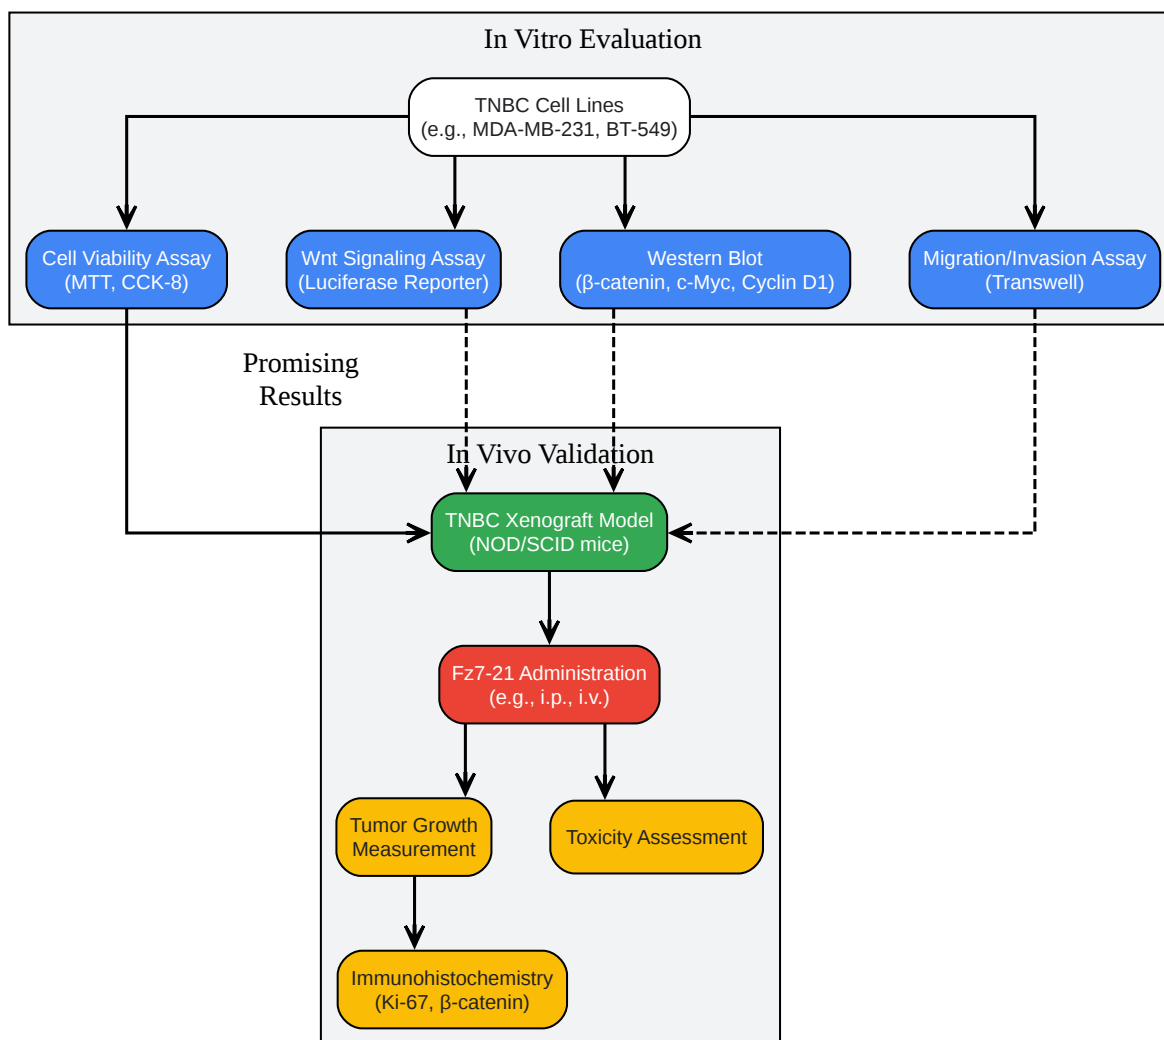 In Vitro Evaluation
TNBC Cell Lines
(e.g., MDA-MB-231, BT-549)
Cell Viability Assay
(MTT, CCK-8)
Wnt Signaling Assay
(Luciferase Reporter)
Western Blot
(β-catenin, c-Myc, Cyclin D1)
Migration/Invasion Assay
(Transwell)
Promising
Results
In Vivo Validation
TNBC Xenograft Model
(NOD/SCID mice)
Fz7-21 Administration
(e.g., i.p., i.v.)
Tumor Growth
Measurement
Toxicity Assessment
Immunohistochemistry
(Ki-67, β-catenin)